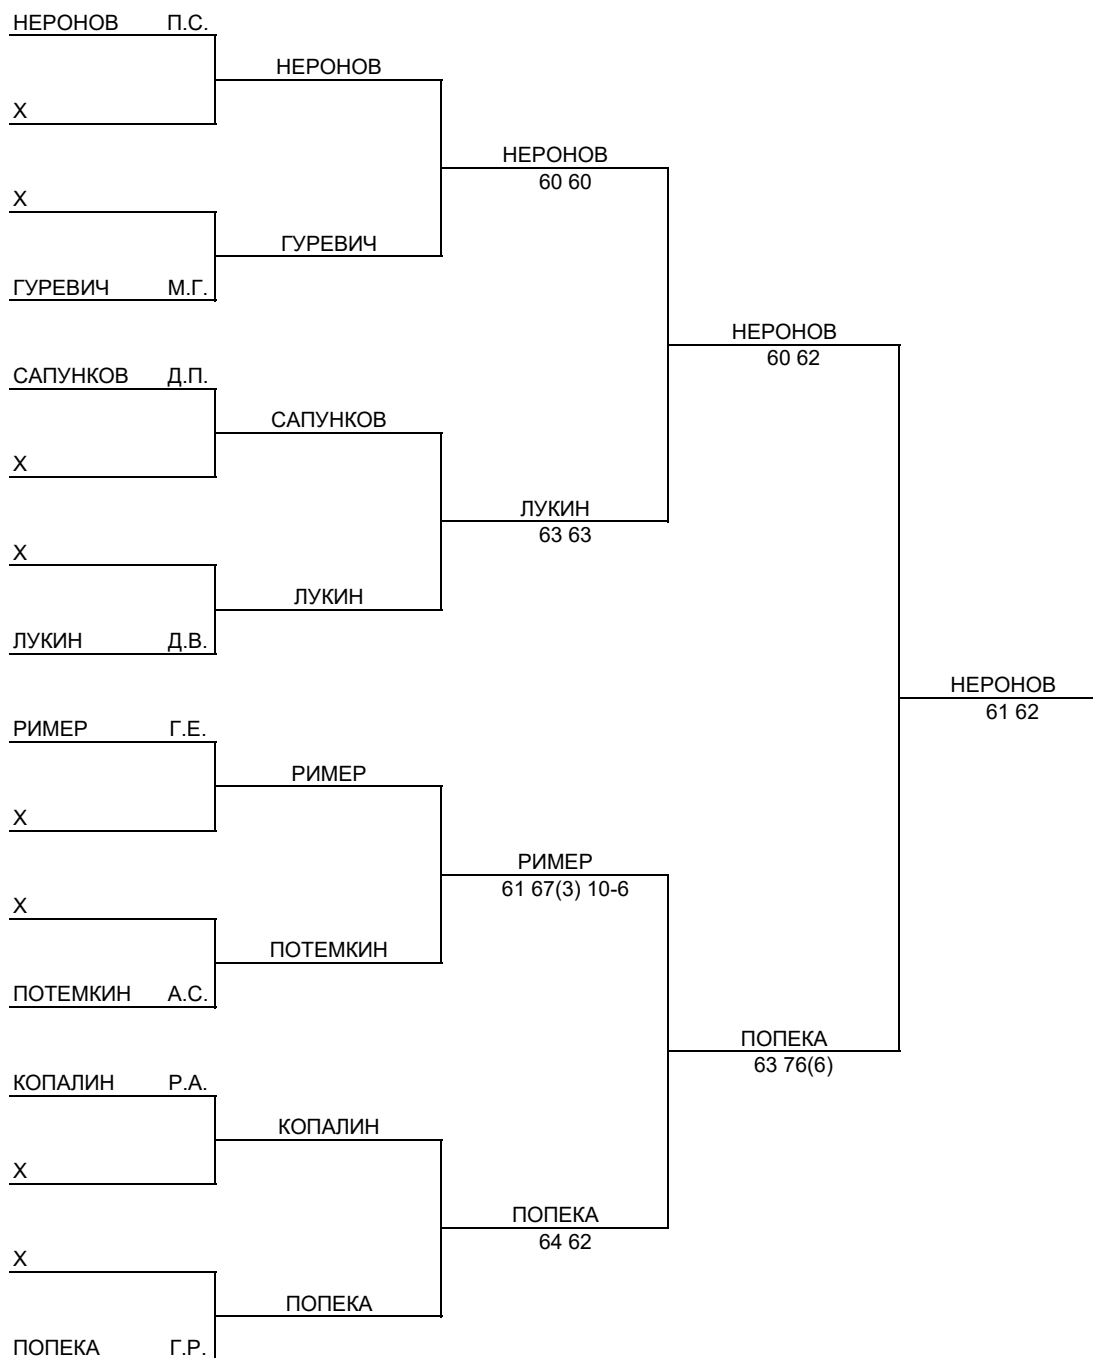 НЕРОНОВ П.С.
НЕРОНОВ
X
НЕРОНОВ
60 60
X
ГУРЕВИЧ
ГУРЕВИЧ М.Г.
НЕРОНОВ
60 62
САПУНКОВ Д.П.
САПУНКОВ
X
ЛУКИН
63 63
X
ЛУКИН
ЛУКИН Д.В.
НЕРОНОВ
61 62
РИМЕР Г.Е.
РИМЕР
X
РИМЕР
61 67(3) 10-6
X
ПОТЕМКИН
ПОТЕМКИН А.С.
ПОПЕКА
63 76(6)
КОПАЛИН Р.А.
КОПАЛИН
X
ПОПЕКА
64 62
X
ПОПЕКА
ПОПЕКА Г.Р.